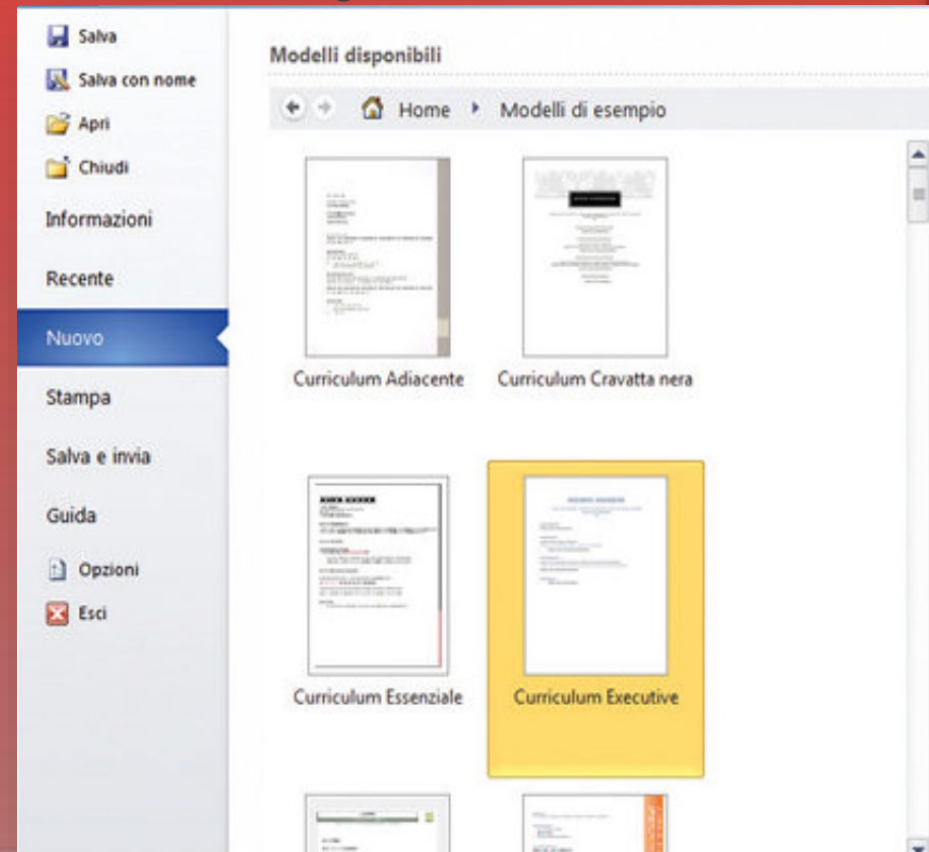 Salva
Salva con nome
Apri
Chiudi
Informazioni
Recente
Nuovo
Stampa
Salva e invia
Guida
Opzioni
Esci
Modelli disponibili
Home
Modelli di esempio
Curriculum Adiacente
Curriculum Cravatta nera
Curriculum Essenziale
Curriculum Executive